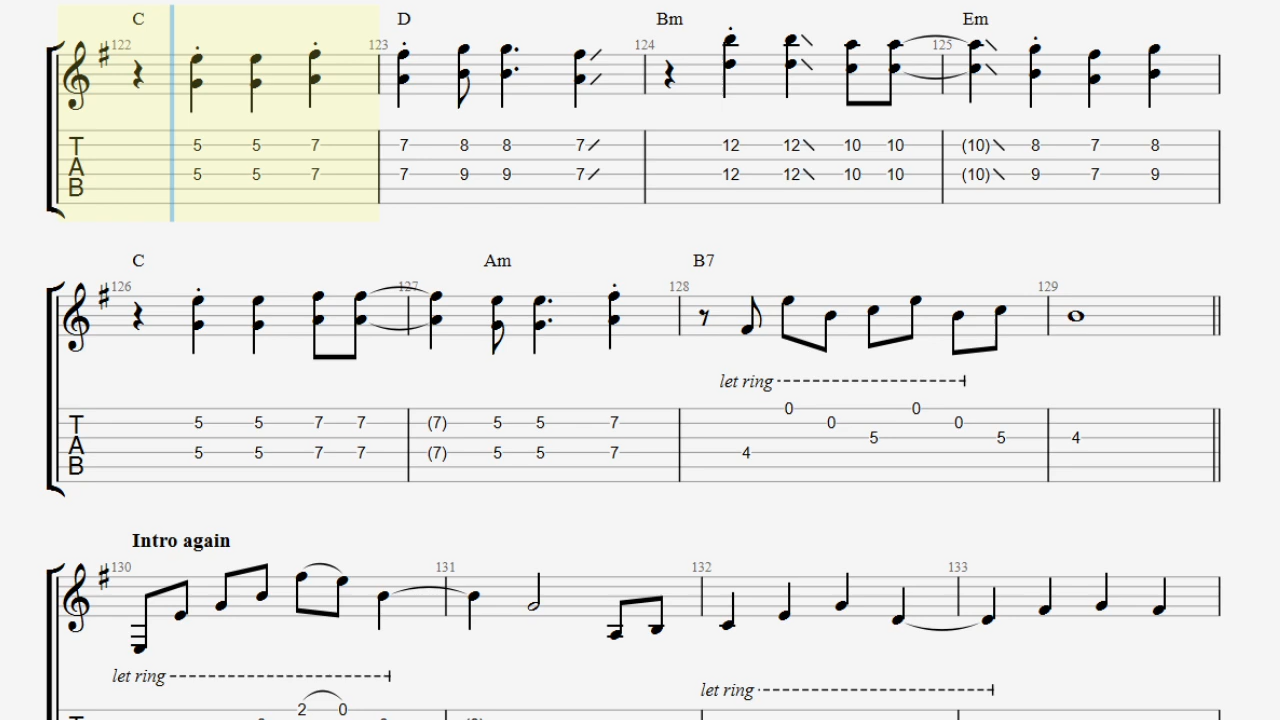 C D Bm Em
122 123 124 125
T 5 5 7 7 8 8 7 12 12 10 10 (10) 8 7 8
A 5 5 7 7 9 9 7 12 12 10 10 (10) 9 7 9
B
C Am B7
126 127 128 129
let ring
0 0
T 5 5 7 7 (7) 5 5 7 0 0
5 5 4
A 5 5 7 7 (7) 5 5 7 4
B
Intro again
130 131 132 133
let ring let ring
2 0